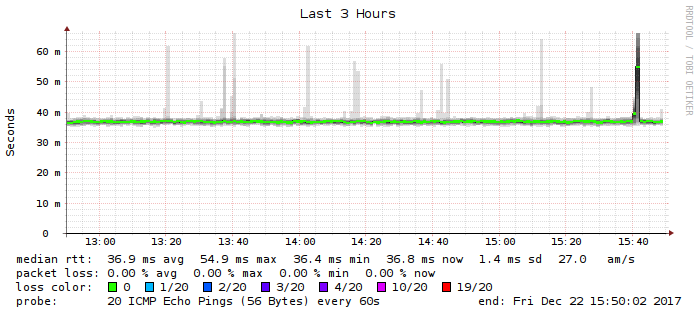 Last 3 Hours
RRDTOOL / TOBI OETIKER
Seconds
60 m
50 m
40 m
30 m
20 m
10 m
0
13:00 13:20 13:40 14:00 14:20 14:40 15:00 15:20 15:40
median rtt: 36.9 ms avg 54.9 ms max 36.4 ms min 36.8 ms now 1.4 ms sd 27.0 am/s
packet loss: 0.00 % avg 0.00 % max 0.00 % min 0.00 % now
loss color: 0 1/20 2/20 3/20 4/20 10/20 19/20
probe: 20 ICMP Echo Pings (56 Bytes) every 60s end: Fri Dec 22 15:50:02 2017